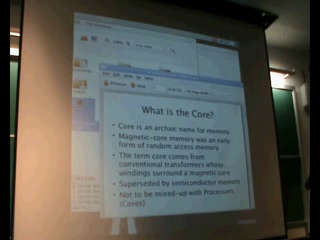 What is the Core?
• Core is an archaic name for memory.
• Magnetic-core memory was an early
form of random access memory
• The term core comes from
conventional transformers whose
windings surround a magnetic core
• Superseded by semiconductor memory
• Not to be mixed-up with Processors
(Cores)